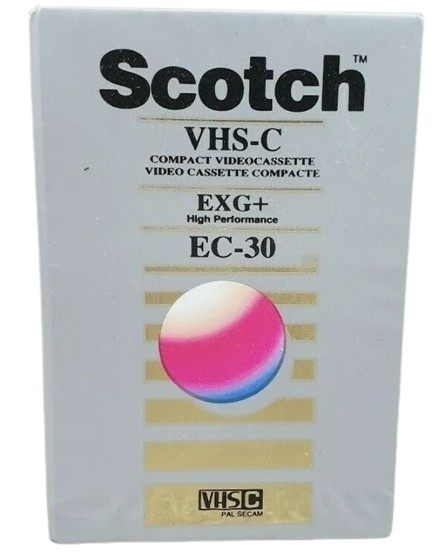 Scotch™
VHS-C
COMPACT VIDEOCASSETTE
VIDEO CASSETTE COMPACTE
EXG+
High Performance
EC-30
VHS C
PAL SECAM